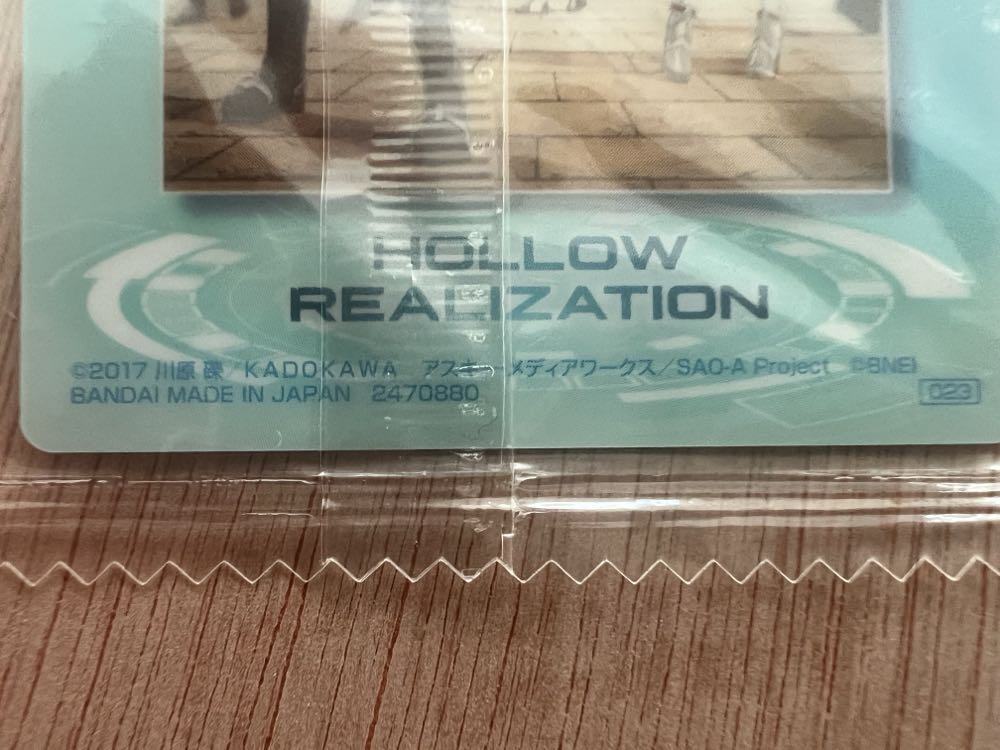 HOLLOW
REALIZATION
©2017 川原 礫/KADOKAWA アスキー メディアワークス/SAO-A Project ©BNEI
BANDAI MADE IN JAPAN 2470880
023